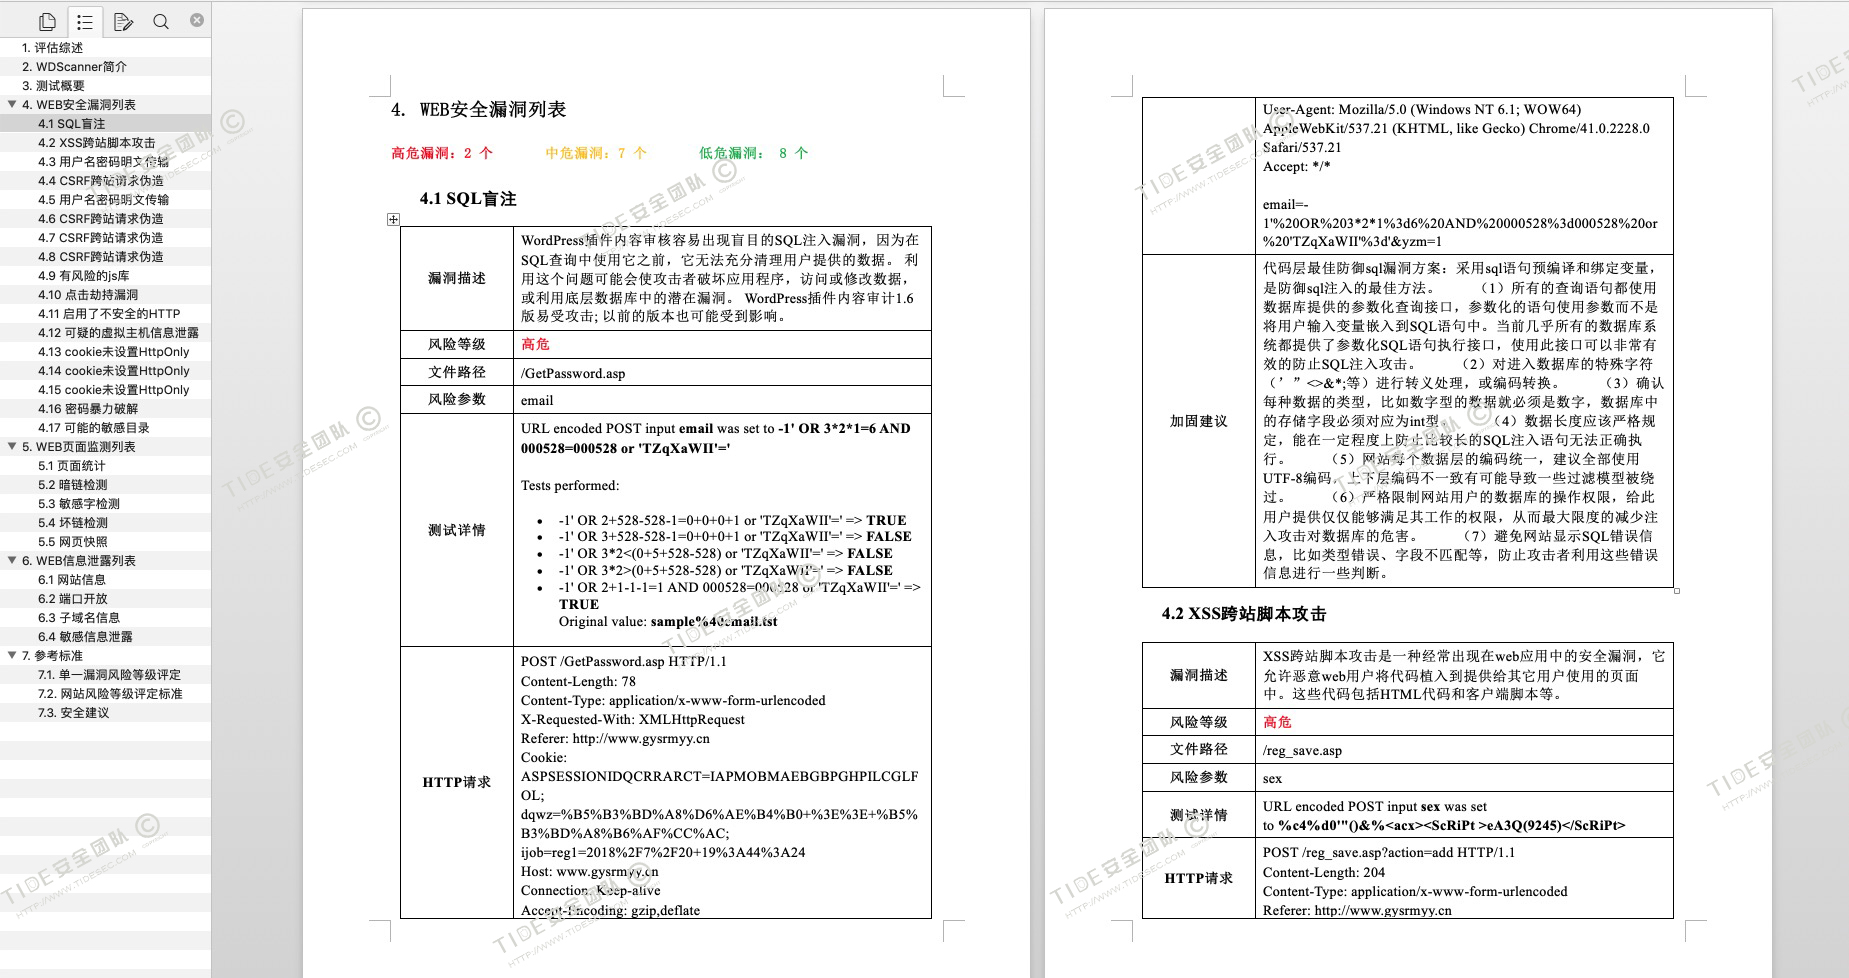 1. 评估综述
2. WDScanner简介
3. 测试概要
4. WEB安全漏洞列表
4.1 SQL盲注
4.2 XSS跨站脚本攻击
4.3 用户名密码明文传输
4.4 CSRF跨站请求伪造
4.5 用户名密码明文传输
4.6 CSRF跨站请求伪造
4.7 CSRF跨站请求伪造
4.8 CSRF跨站请求伪造
4.9 有风险的js库
4.10 点击劫持漏洞
4.11 启用了不安全的HTTP
4.12 可疑的虚拟主机信息泄露
4.13 cookie未设置HttpOnly
4.14 cookie未设置HttpOnly
4.15 cookie未设置HttpOnly
4.16 密码暴力破解
4.17 可能的敏感目录
5. WEB页面监测列表
5.1 页面统计
5.2 暗链检测
5.3 敏感字检测
5.4 坏链检测
5.5 网页快照
6. WEB信息泄露列表
6.1 网站信息
6.2 端口开放
6.3 子域名信息
6.4 敏感信息泄露
7. 参考标准
7.1. 单一漏洞风险等级评定
7.2. 网站风险等级评定标准
7.3. 安全建议
4. WEB安全漏洞列表
高危漏洞：2 个 中危漏洞：7 个 低危漏洞： 8 个
4.1 SQL盲注
漏洞描述
WordPress插件内容审核容易出现盲目的SQL注入漏洞，因为在
SQL查询中使用它之前，它无法充分清理用户提供的数据。 利
用这个问题可能会使攻击者破坏应用程序，访问或修改数据，
或利用底层数据库中的潜在漏洞。 WordPress插件内容审计1.6
版易受攻击; 以前的版本也可能受到影响。
风险等级 高危
文件路径 /GetPassword.asp
风险参数 email
测试详情
URL encoded POST input email was set to -1' OR 3*2*1=6 AND
000528=000528 or 'TZqXaWII'='
Tests performed:
• -1' OR 2+528-528-1=0+0+0+1 or 'TZqXaWII'=' => TRUE
• -1' OR 3+528-528-1=0+0+0+1 or 'TZqXaWII'=' => FALSE
• -1' OR 3*2<(0+5+528-528) or 'TZqXaWII'=' => FALSE
• -1' OR 3*2>(0+5+528-528) or 'TZqXaWII'=' => FALSE
• -1' OR 2+1-1-1=1 AND 000528=000528 or 'TZqXaWII'=' =>
TRUE
Original value: sample%40email.tst
HTTP请求
POST /GetPassword.asp HTTP/1.1
Content-Length: 78
Content-Type: application/x-www-form-urlencoded
X-Requested-With: XMLHttpRequest
Referer: http://www.gysrmyy.cn
Cookie:
ASPSESSIONIDQCRRARCT=IAPMOBMAEBGBPGHPILCGLF
OL;
dqwz=%B5%B3%BD%A8%D6%AE%B4%B0+%3E%3E+%B5%
B3%BD%A8%B6%AF%CC%AC;
ijob=reg1=2018%2F7%2F20+19%3A44%3A24
Host: www.gysrmyy.cn
Connection: Keep-alive
Accept-Encoding: gzip,deflate
User-Agent: Mozilla/5.0 (Windows NT 6.1; WOW64)
AppleWebKit/537.21 (KHTML, like Gecko) Chrome/41.0.2228.0
Safari/537.21
Accept: */*
email=-
1'%20OR%203*2*1%3d6%20AND%20000528%3d000528%20or
%20'TZqXaWII'%3d'&yzm=1
加固建议
代码层最佳防御sql漏洞方案：采用sql语句预编译和绑定变量，
是防御sql注入的最佳方法。 （1）所有的查询语句都使用
数据库提供的参数化查询接口，参数化的语句使用参数而不是
将用户输入变量嵌入到SQL语句中。当前几乎所有的数据库系
统都提供了参数化SQL语句执行接口，使用此接口可以非常有
效的防止SQL注入攻击。 （2）对进入数据库的特殊字符
（’”<>&*;等）进行转义处理，或编码转换。 （3）确认
每种数据的类型，比如数字型的数据就必须是数字，数据库中
的存储字段必须对应为int型。 （4）数据长度应该严格规
定，能在一定程度上防止比较长的SQL注入语句无法正确执
行。 （5）网站每个数据层的编码统一，建议全部使用
UTF-8编码，上下层编码不一致有可能导致一些过滤模型被绕
过。 （6）严格限制网站用户的数据库的操作权限，给此
用户提供仅仅能够满足其工作的权限，从而最大限度的减少注
入攻击对数据库的危害。 （7）避免网站显示SQL错误信
息，比如类型错误、字段不匹配等，防止攻击者利用这些错误
信息进行一些判断。
4.2 XSS跨站脚本攻击
漏洞描述
XSS跨站脚本攻击是一种经常出现在web应用中的安全漏洞，它
允许恶意web用户将代码植入到提供给其它用户使用的页面
中。这些代码包括HTML代码和客户端脚本等。
风险等级 高危
文件路径 /reg_save.asp
风险参数 sex
测试详情
URL encoded POST input sex was set
to %c4%d0'"()&%<acx><ScRiPt >eA3Q(9245)</ScRiPt>
HTTP请求
POST /reg_save.asp?action=add HTTP/1.1
Content-Length: 204
Content-Type: application/x-www-form-urlencoded
Referer: http://www.gysrmyy.cn
TIDE安全团队 ©
HTTP://WWW.TIDESEC.COM